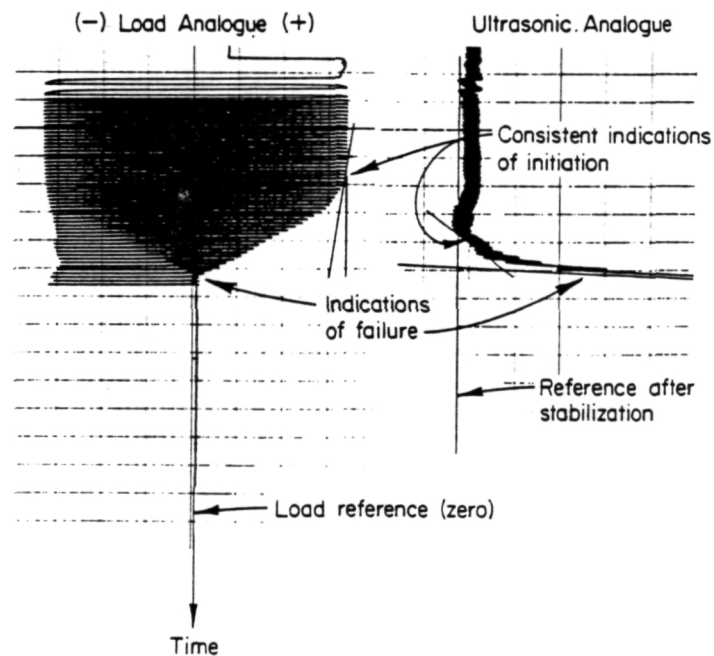 (-) Load Analogue (+)
Ultrasonic. Analogue
Consistent indications
of initiation
Indications
of failure
Reference after
stabilization
Load reference (zero)
Time